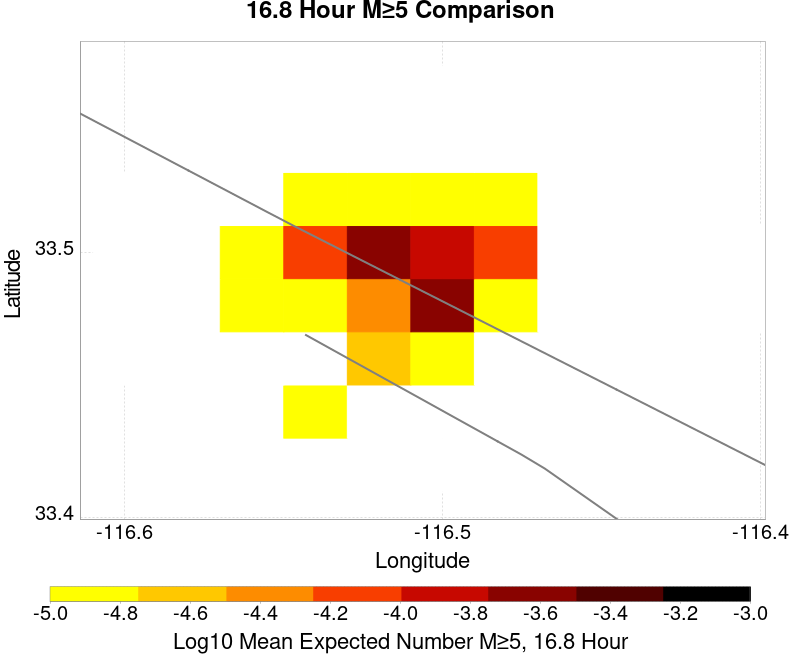 16.8 Hour M≥5 Comparison
Latitude
33.5
33.4
-116.6 -116.5 -116.4
Longitude
-5.0 -4.8 -4.6 -4.4 -4.2 -4.0 -3.8 -3.6 -3.4 -3.2 -3.0
Log10 Mean Expected Number M≥5, 16.8 Hour